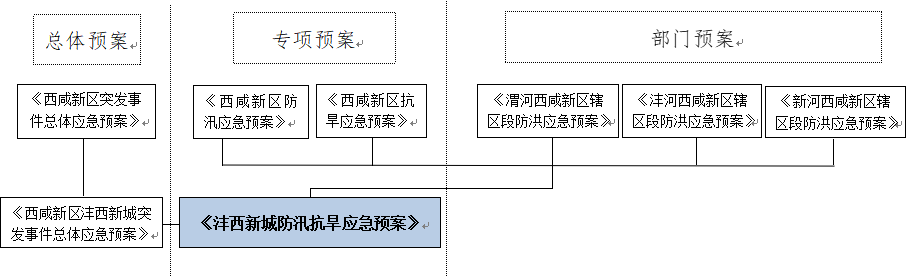 总体预案
专项预案
部门预案
《西咸新区突发事
件总体应急预案》
《西咸新区防
汛应急预案》
《西咸新区抗
旱应急预案》
《渭河西咸新区辖
区段防洪应急预案》
《沣河西咸新区辖
区段防洪应急预案》
《新河西咸新区辖
区段防洪应急预案》
《西咸新区沣西新城突
发事件总体应急预案》
《沣西新城防汛抗旱应急预案》